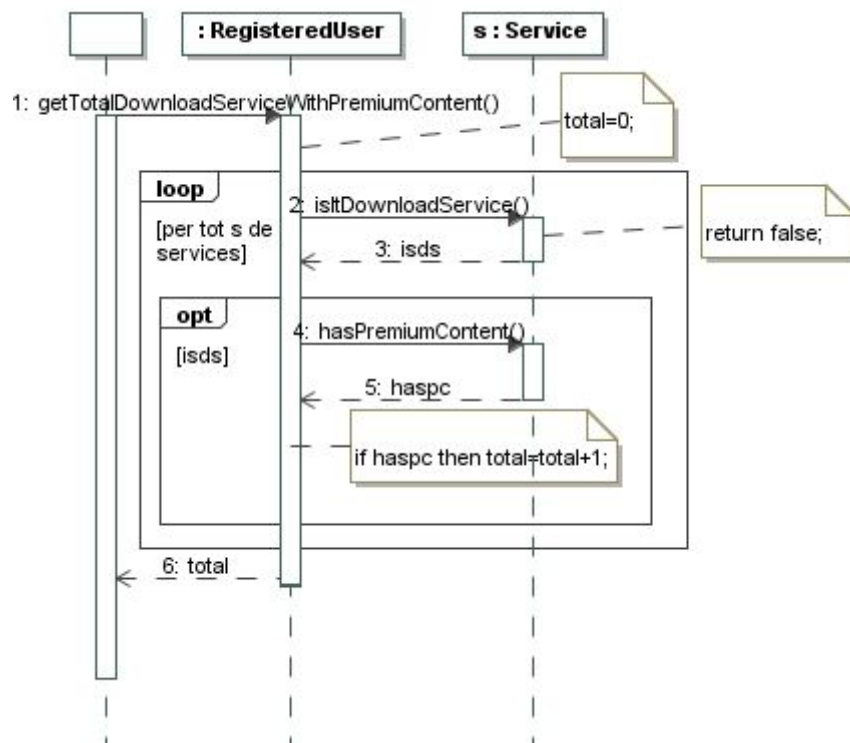 : RegisteredUser
s : Service
1: getTotalDownloadServiceWithPremiumContent()
total=0;
loop
2: isItDownloadService()
[per tot s de
services]
return false;
3: isds
opt
4: hasPremiumContent()
[isds]
5: haspc
if haspc then total=total+1;
6: total